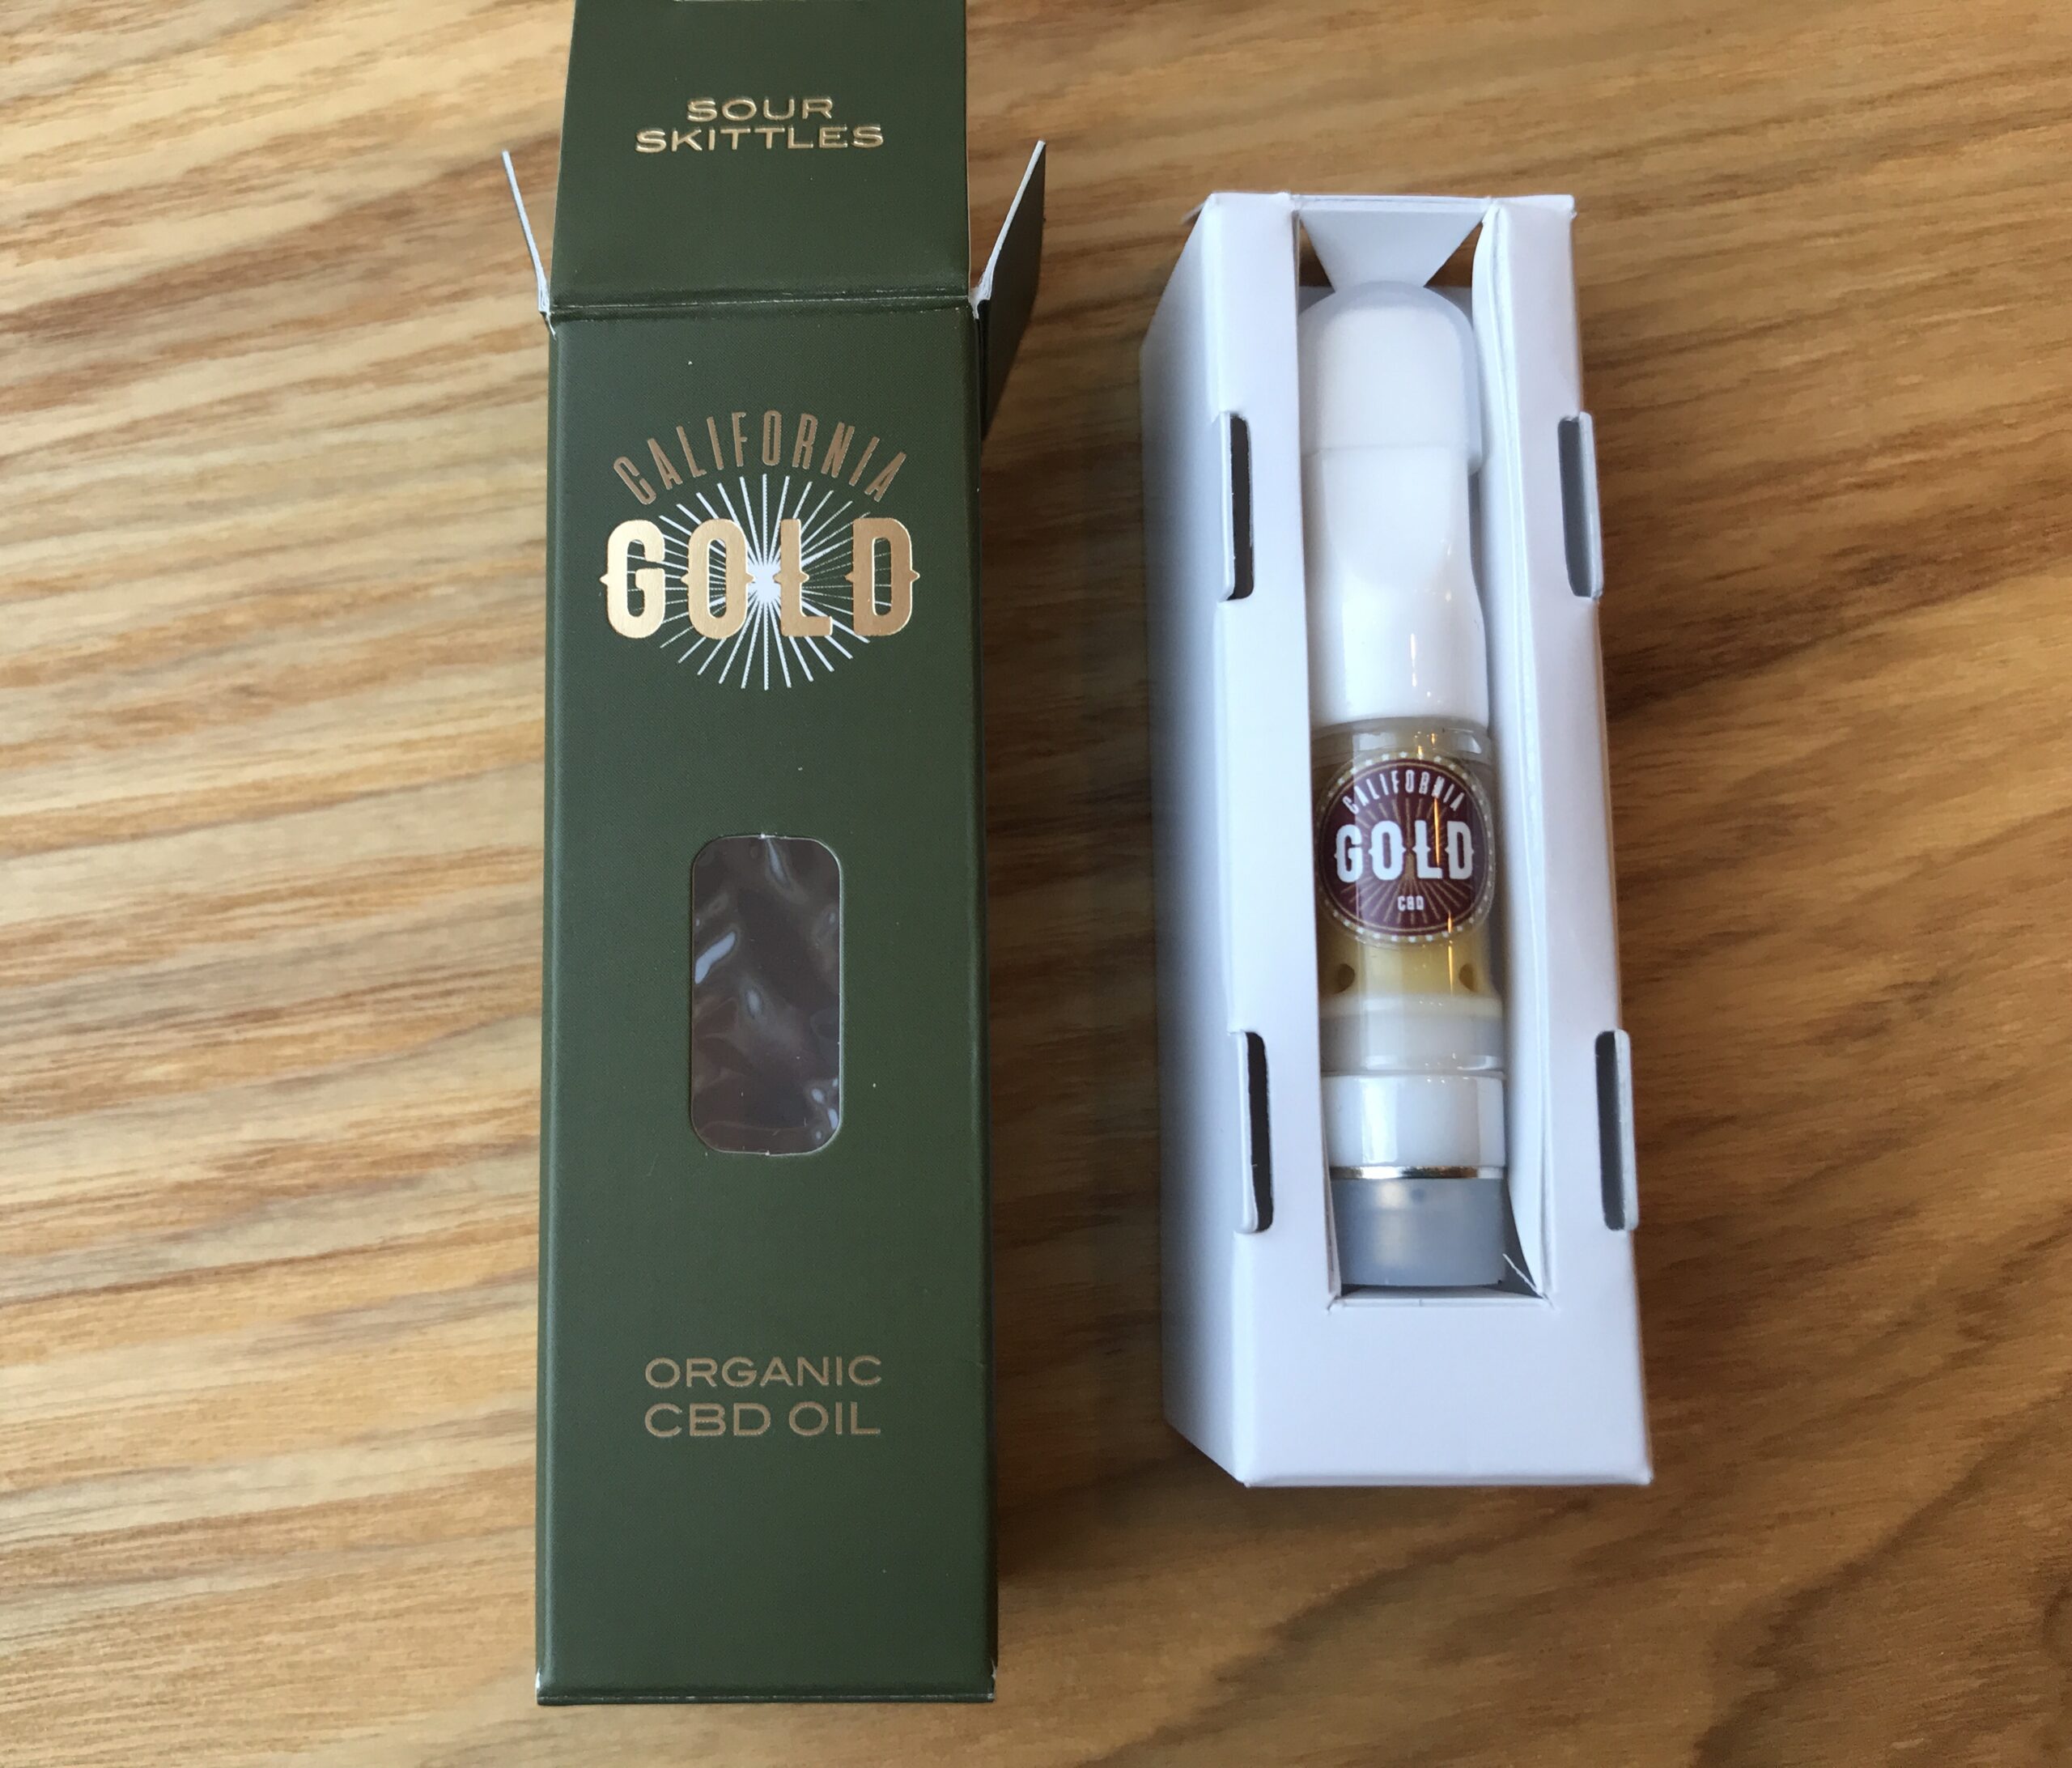 SOUR
SKITTLES
CALIFORNIA
GOLD
ORGANIC
CBD OIL
CALIFORNIA
GOLD
CBD